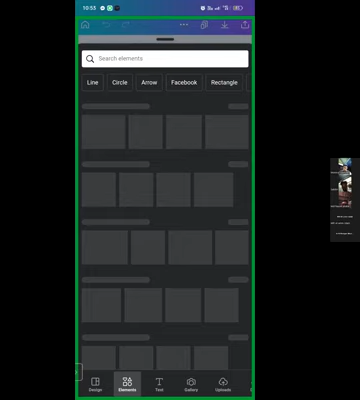 10:53
Search elements
Line Circle Arrow Facebook Rectangle
Design Elements Text Gallery Uploads